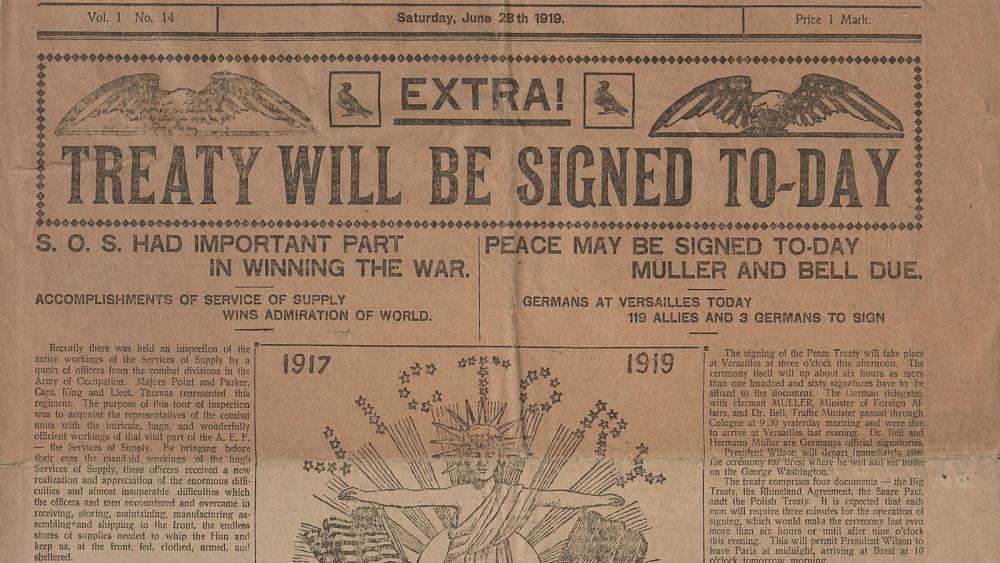 Vol. 1 No. 14
Saturday, June 28th 1919.
Price 1 Mark.
EXTRA!
TREATY WILL BE SIGNED TO-DAY
S. O. S. HAD IMPORTANT PART
IN WINNING THE WAR.
ACCOMPLISHMENTS OF SERVICE OF SUPPLY
WINS ADMIRATION OF WORLD.
Recently there was held an inspection of the
entire workings of the Services of Supply by a
quota of officers from the combat divisions in the
Army of Occupation. Majors Point and Parker,
Capt. King and Lieut. Thomas represented this
regiment. The purpose of this tour of inspection
was to acquaint the representatives of the combat
units with the intricate, huge, and wonderfully
officient workings of that vital part of the A. E. F.
— the Services of Supply. By bringing before
their eyes the manifold workings of the hugh
Services of Supply, these officers received a new
realization and appreciation of the enormous diffi-
culties and almost insuperable difficulties which
the officers and men encountered and overcame in
receiving, storing, maintaining, manufacturing as-
sembling and shipping to the front, the endless
stores of supplies needed to whip the Hun and
keep us, at the front, fed, clothed, armed, and
sheltered.
1917
1919
PEACE MAY BE SIGNED TO-DAY
MULLER AND BELL DUE.
GERMANS AT VERSAILLES TODAY
119 ALLIES AND 3 GERMANS TO SIGN
The signing of the Peace Treaty will take place
at Versailles at three o'clock this afternoon. The
ceremony itself will up about six hours as more
than one hundred and sixty signatures have to be
affixed to the document. The German delegates,
with Herman MULLER, Minister of Foreign Af-
fairs, and Dr. Bell, Traffic Minister passed through
Cologne at 9:30 yesterday morning and were due
to arrive at Versailles last evening. Dr. Bell and
Hermann Muller are Germanys official signatories.
President Wilson will depart immediately after
the ceremony for Brest where he will sail for home
on the George Washington.
The treaty comprises four documents — the Big
Treaty, the Rhineland Agreement, the Saare Pact,
andt the Polish Treaty. It is expected that each
man will require three minutes for the operation of
signing, which would make the ceremony last even
more than six hours or until after nine o'clock
this evening. This will permit President Wilson to
leave Paris at midnight, arriving at Brest at 10
o'clock tomorrow morning.